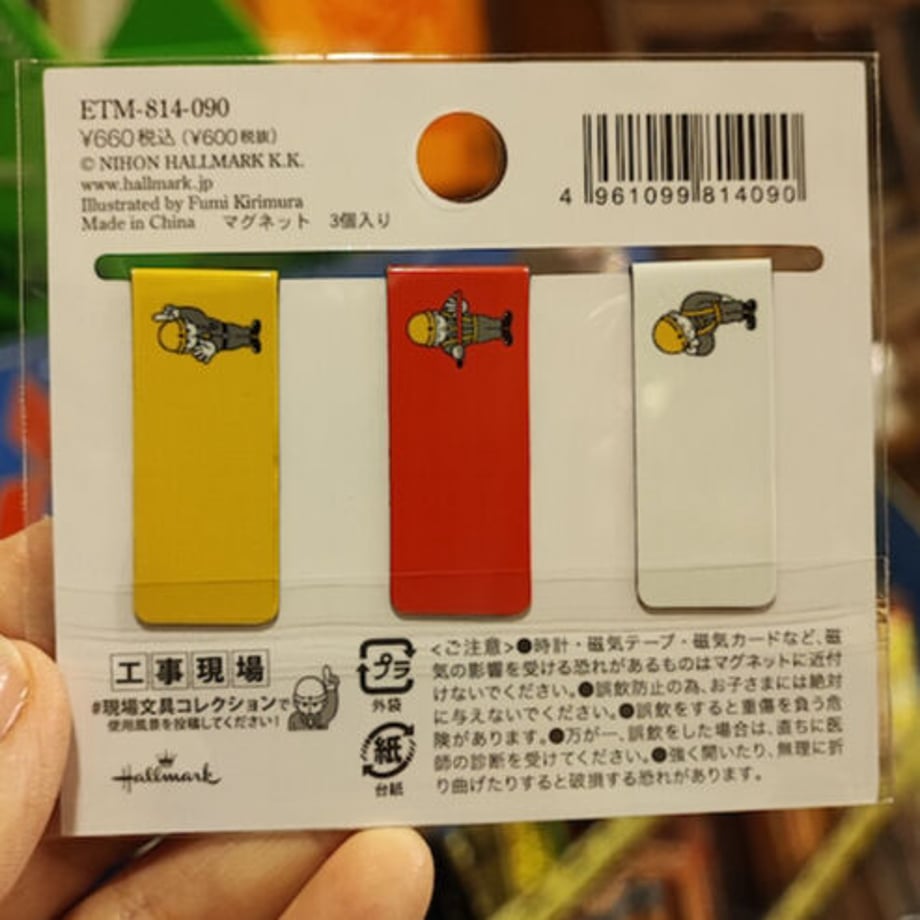 ETM-814-090
¥660税込(¥600税抜)
© NIHON HALLMARK K.K.
www.hallmark.jp
Illustrated by Fumi Kirimura
Made in China マグネット 3個入り
4 961099 814090
工事現場
#現場文具コレクションで
使用風景を投稿してください!
Hallmark
プラ
外袋
紙
台紙
<ご注意>●時計・磁気テープ・磁気カードなど、磁
気の影響を受ける恐れがあるものはマグネットに近付
けないでください。●誤飲防止の為、お子さまには絶対
に与えないでください。●誤飲をすると重傷を負う危
険があります。●万が一、誤飲をした場合は、直ちに医
師の診断を受けてください。●強く開いたり、無理に折
り曲げたりすると破損する恐れがあります。